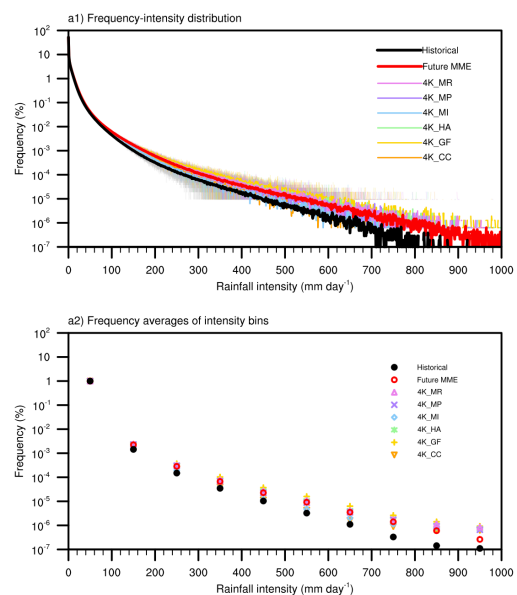 a1) Frequency-intensity distribution
10²
10¹
1
10⁻¹
10⁻²
10⁻³
10⁻⁴
10⁻⁵
10⁻⁶
10⁻⁷
Frequency (%)
Historical
Future MME
4K_MR
4K_MP
4K_MI
4K_HA
4K_GF
4K_CC
0 100 200 300 400 500 600 700 800 900 1000
Rainfall intensity (mm day⁻¹)
a2) Frequency averages of intensity bins
10²
10¹
1
10⁻¹
10⁻²
10⁻³
10⁻⁴
10⁻⁵
10⁻⁶
10⁻⁷
Frequency (%)
Historical
Future MME
4K_MR
4K_MP
4K_MI
4K_HA
4K_GF
4K_CC
0 100 200 300 400 500 600 700 800 900 1000
Rainfall intensity (mm day⁻¹)